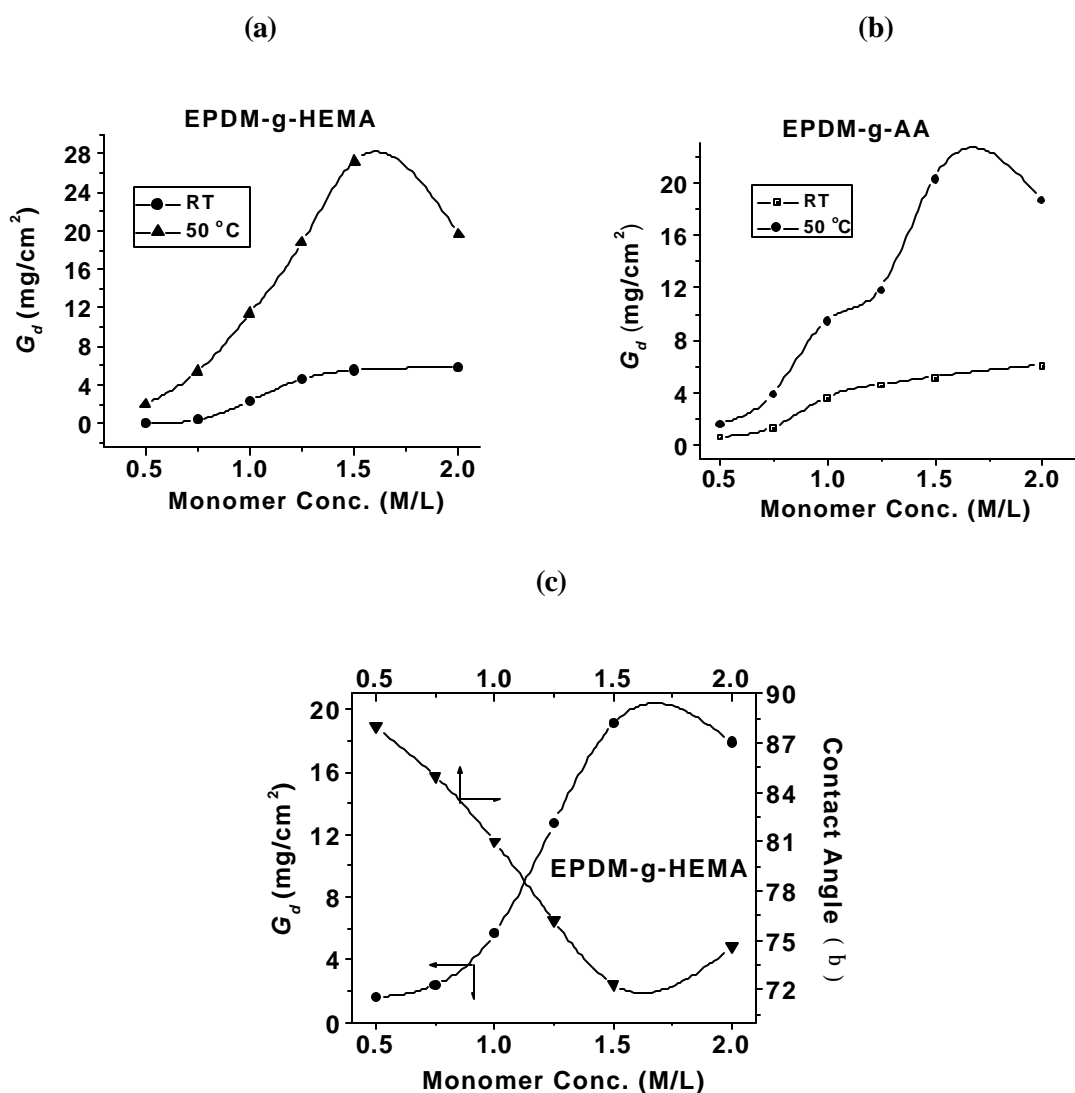 (a)
(b)
EPDM-g-HEMA
28
24
20
16
12
8
4
0
G_d (mg/cm²)
RT
50 °C
0.5 1.0 1.5 2.0
Monomer Conc. (M/L)
EPDM-g-AA
20
16
12
8
4
0
G_d (mg/cm²)
RT
50 °C
0.5 1.0 1.5 2.0
Monomer Conc. (M/L)
(c)
0.5 1.0 1.5 2.0
20
16
12
8
4
0
G_d (mg/cm²)
EPDM-g-HEMA
90
87
84
81
78
75
72
Contact Angle ( b )
0.5 1.0 1.5 2.0
Monomer Conc. (M/L)